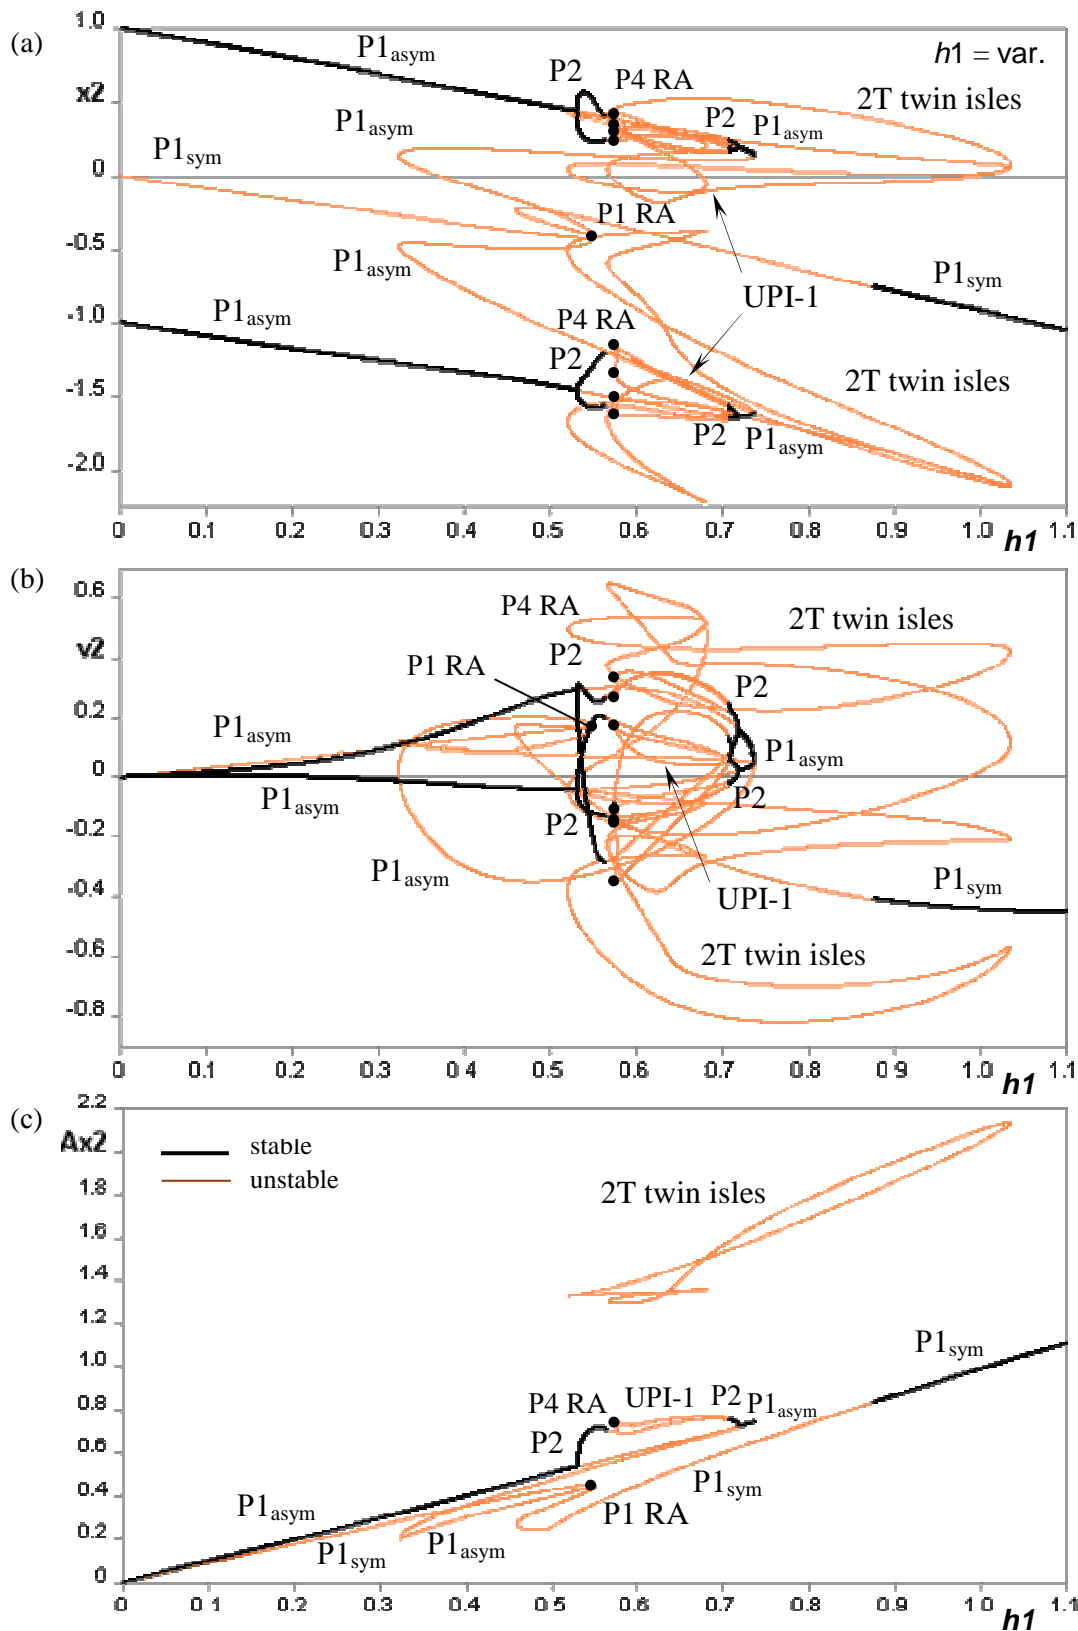 (a)
1.0
x2
0
-0.5
-1.0
-1.5
-2.0
P1asym
P2
P4 RA
h1 = var.
2T twin isles
P1asym
P2
P1asym
P1sym
P1 RA
P1asym
UPI-1
P1sym
P1asym
P4 RA
P2
2T twin isles
P2
P1asym
0 0.1 0.2 0.3 0.4 0.5 0.6 0.7 0.8 0.9 1.0 1.1
h1
(b)
0.6
v2
0.2
0
-0.2
-0.4
-0.6
-0.8
P4 RA
2T twin isles
P2
P1 RA
P2
P1asym
P1asym
P1asym
P2
P2
P1asym
UPI-1
P1sym
2T twin isles
0 0.1 0.2 0.3 0.4 0.5 0.6 0.7 0.8 0.9 1.0 1.1
h1
(c)
2.2
Ax2
1.8
1.6
1.4
1.2
1.0
0.8
0.6
0.4
0.2
0
stable
unstable
2T twin isles
P1sym
P4 RA
UPI-1
P2
P1asym
P2
P1asym
P1sym
P1 RA
P1sym
P1asym
0 0 1 0.2 0.3 0.4 0.5 0.6 0.7 0.8 0.9 1.0 1.1
h1